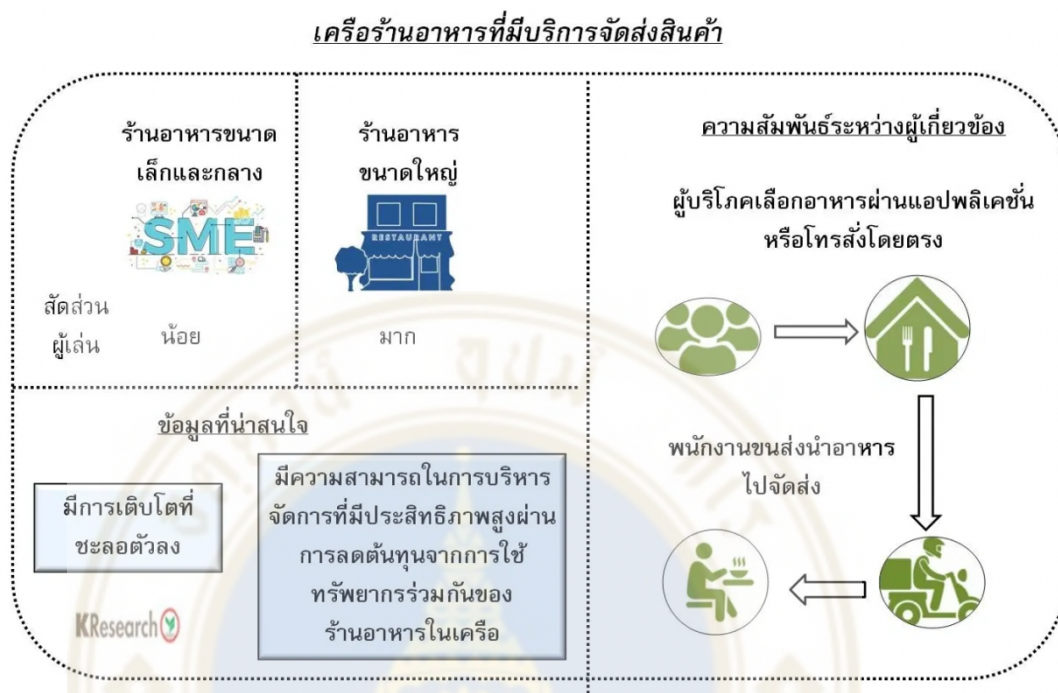 เครือร้านอาหารที่มีบริการจัดส่งสินค้า
ร้านอาหารขนาด
เล็กและกลาง
SME
ร้านอาหาร
ขนาดใหญ่
RESTAURANT
สัดส่วน
ผู้เล่น
น้อย
มาก
ข้อมูลที่น่าสนใจ
มีการเติบโตที่
ชะลอตัวลง
มีความสามารถในการบริหาร
จัดการที่มีประสิทธิภาพสูงผ่าน
การลดต้นทุนจากการใช้
ทรัพยากรร่วมกันของ
ร้านอาหารในเครือ
KResearch
ความสัมพันธ์ระหว่างผู้เกี่ยวข้อง
ผู้บริโภคเลือกอาหารผ่านแอปพลิเคชั่น
หรือโทรสั่งโดยตรง
พนักงานขนส่งนำอาหาร
ไปจัดส่ง